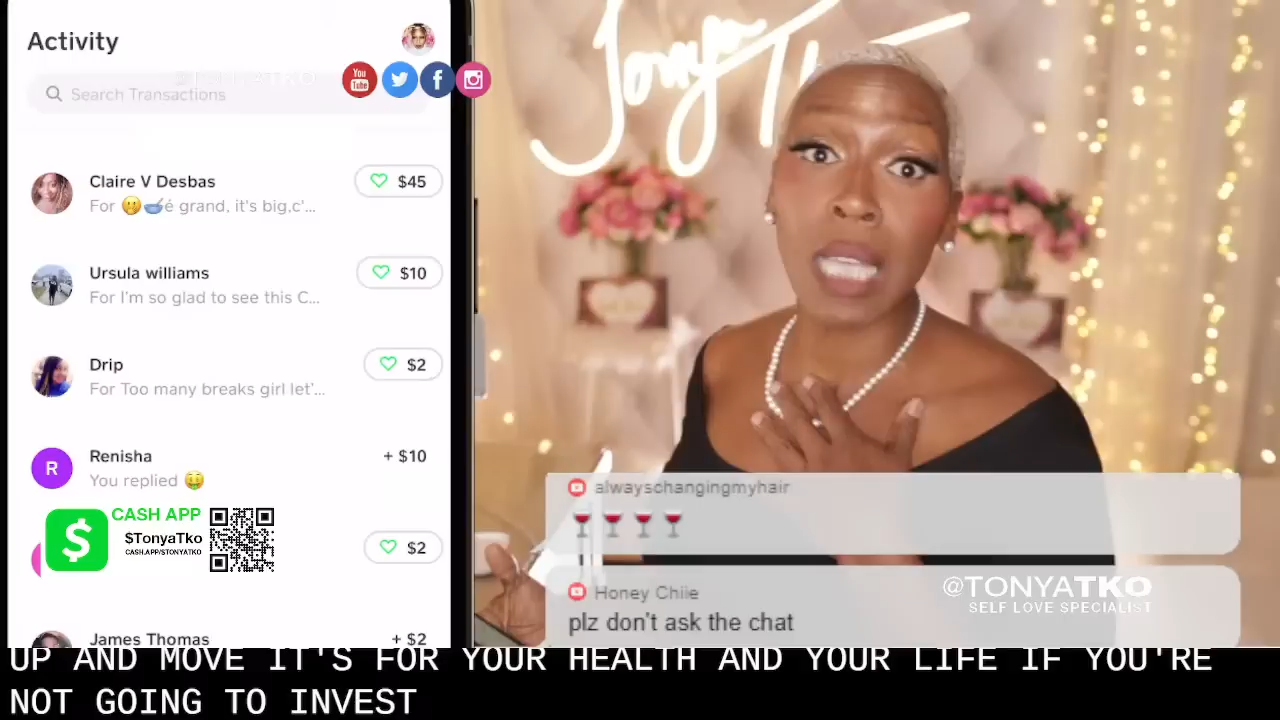 Activity
Search Transactions
You
Tube
Tonya T
Claire V Desbas
$45
For 🤫🥣é grand, it's big,c'...
Ursula williams
$10
For I'm so glad to see this C...
Drip
$2
For Too many breaks girl let'...
Renisha
+ $10
R
You replied 🤑
CASH APP
$TonyaTko
CASH.APP/$TONYATKO
$2
James Thomas
+ $2
alwayschangingmyhair
🍷🍷🍷🍷
Honey Chiie
plz don't ask the chat
@TONYATKO
SELF LOVE SPECIALIST
UP AND MOVE IT'S FOR YOUR HEALTH AND YOUR LIFE IF YOU'RE
NOT GOING TO INVEST